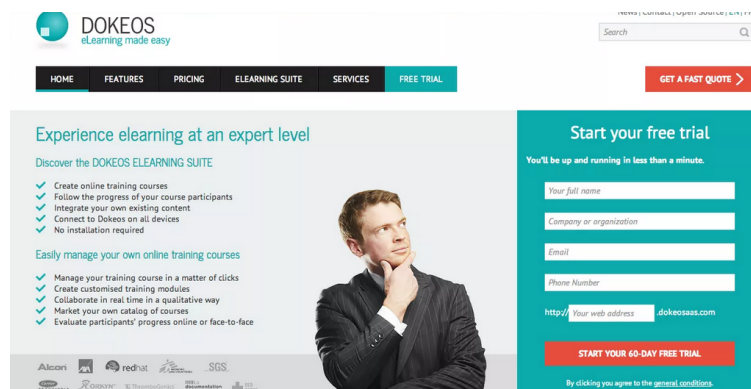 News | Contact | Open Source | EN |
DOKEOS
eLearning made easy
Search
HOME FEATURES PRICING ELEARNING SUITE SERVICES FREE TRIAL
GET A FAST QUOTE
Experience elearning at an expert level
Discover the DOKEOS ELEARNING SUITE
Create online training courses
Follow the progress of your course participants
Integrate your own existing content
Connect to Dokeos on all devices
No installation required
Easily manage your own online training courses
Manage your training course in a matter of clicks
Create customised training modules
Collaborate in real time in a qualitative way
Market your own catalog of courses
Evaluate participants' progress online or face-to-face
Start your free trial
You'll be up and running in less than a minute.
Your full name
Company or organization
Email
Phone Number
http:// Your web address .dokeosaas.com
START YOUR 60-DAY FREE TRIAL
By clicking you agree to the general conditions.
Alcon redhat SGS
documentation